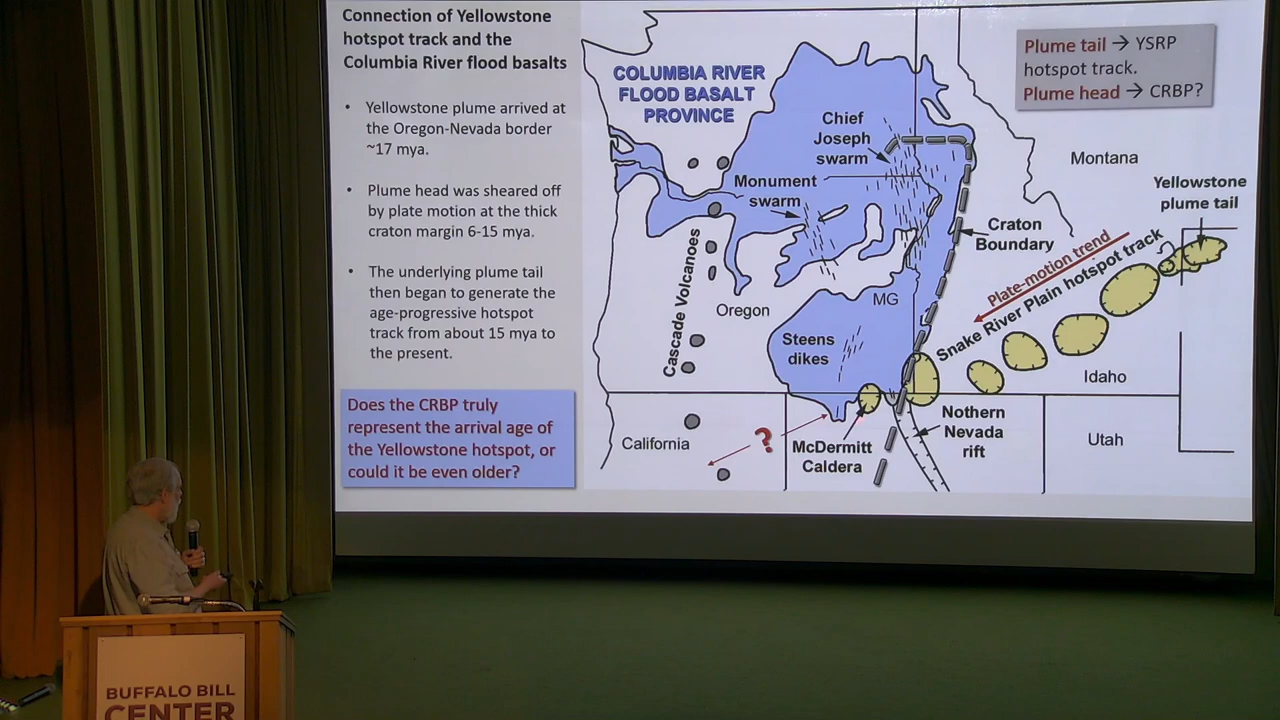 Connection of Yellowstone
hotspot track and the
Columbia River flood basalts
• Yellowstone plume arrived at
the Oregon-Nevada border
~17 mya.
• Plume head was sheared off
by plate motion at the thick
craton margin 6-15 mya.
• The underlying plume tail
then began to generate the
age-progressive hotspot
track from about 15 mya to
the present.
Does the CRBP truly
represent the arrival age of
the Yellowstone hotspot, or
could it be even older?
COLUMBIA RIVER
FLOOD BASALT
PROVINCE
Plume tail → YSRP
hotspot track.
Plume head → CRBP?
Chief
Joseph
swarm
Monument
swarm
Montana
Yellowstone
plume tail
Craton
Boundary
Plate-motion trend
Snake River Plain hotspot track
Cascade Volcanoes
Oregon
MG
Steens
dikes
Idaho
California
?
McDermitt
Caldera
Nothern
Nevada
rift
Utah
BUFFALO BILL
CENTER